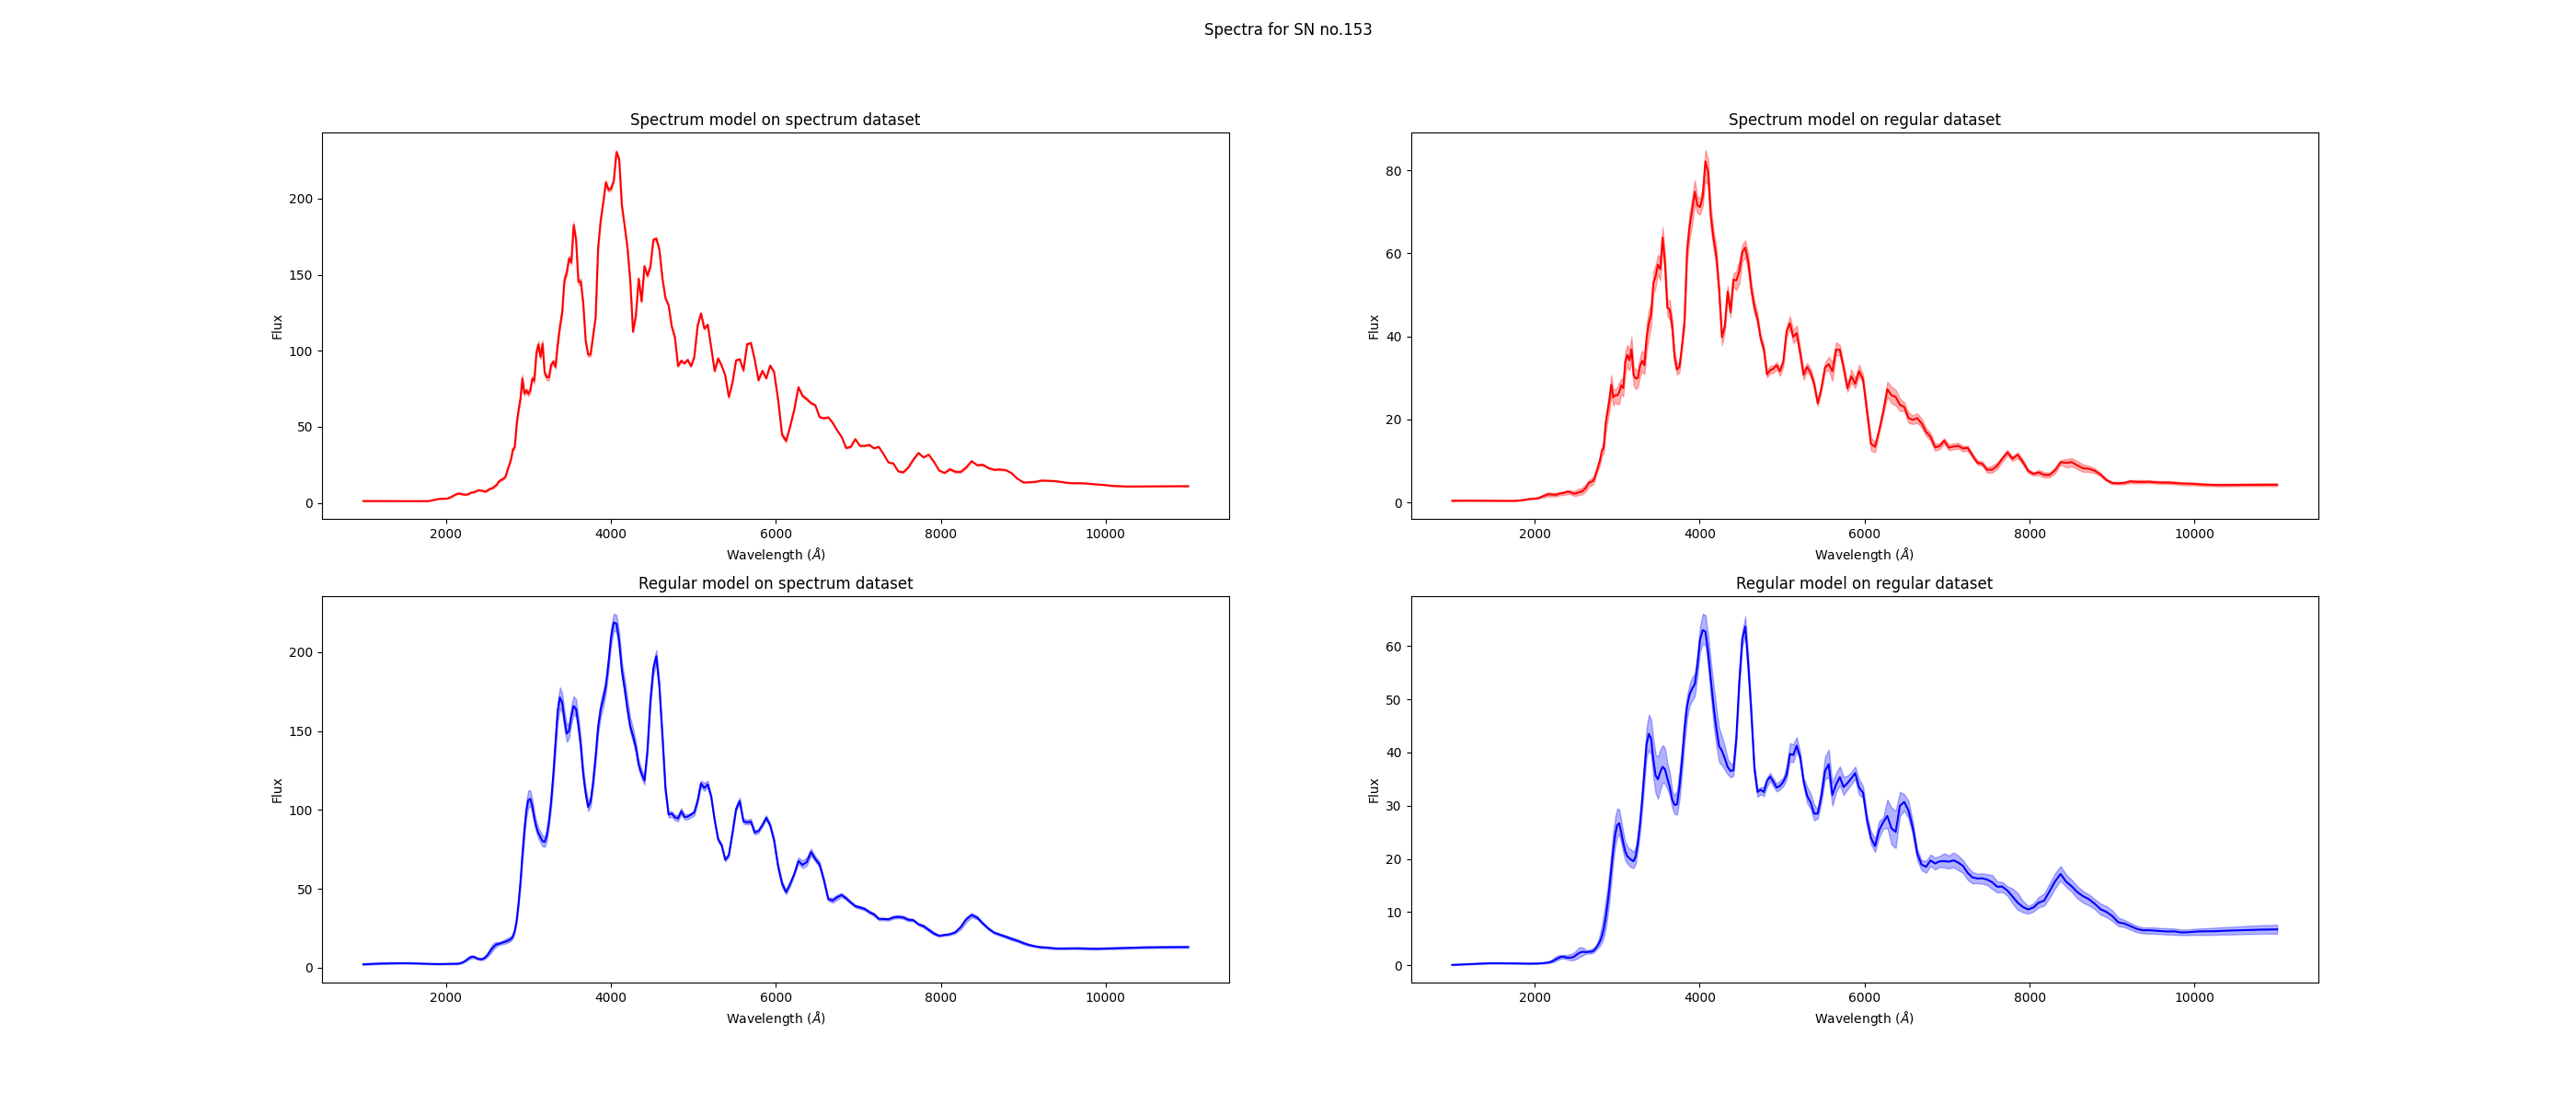 Spectra for SN no.153
Spectrum model on spectrum dataset
Flux
200
150
100
50
0
2000 4000 6000 8000 10000
Wavelength (Å)
Spectrum model on regular dataset
Flux
80
60
40
20
0
2000 4000 6000 8000 10000
Wavelength (Å)
Regular model on spectrum dataset
Flux
200
150
100
50
0
2000 4000 6000 8000 10000
Wavelength (Å)
Regular model on regular dataset
Flux
60
50
40
30
20
10
0
2000 4000 6000 8000 10000
Wavelength (Å)